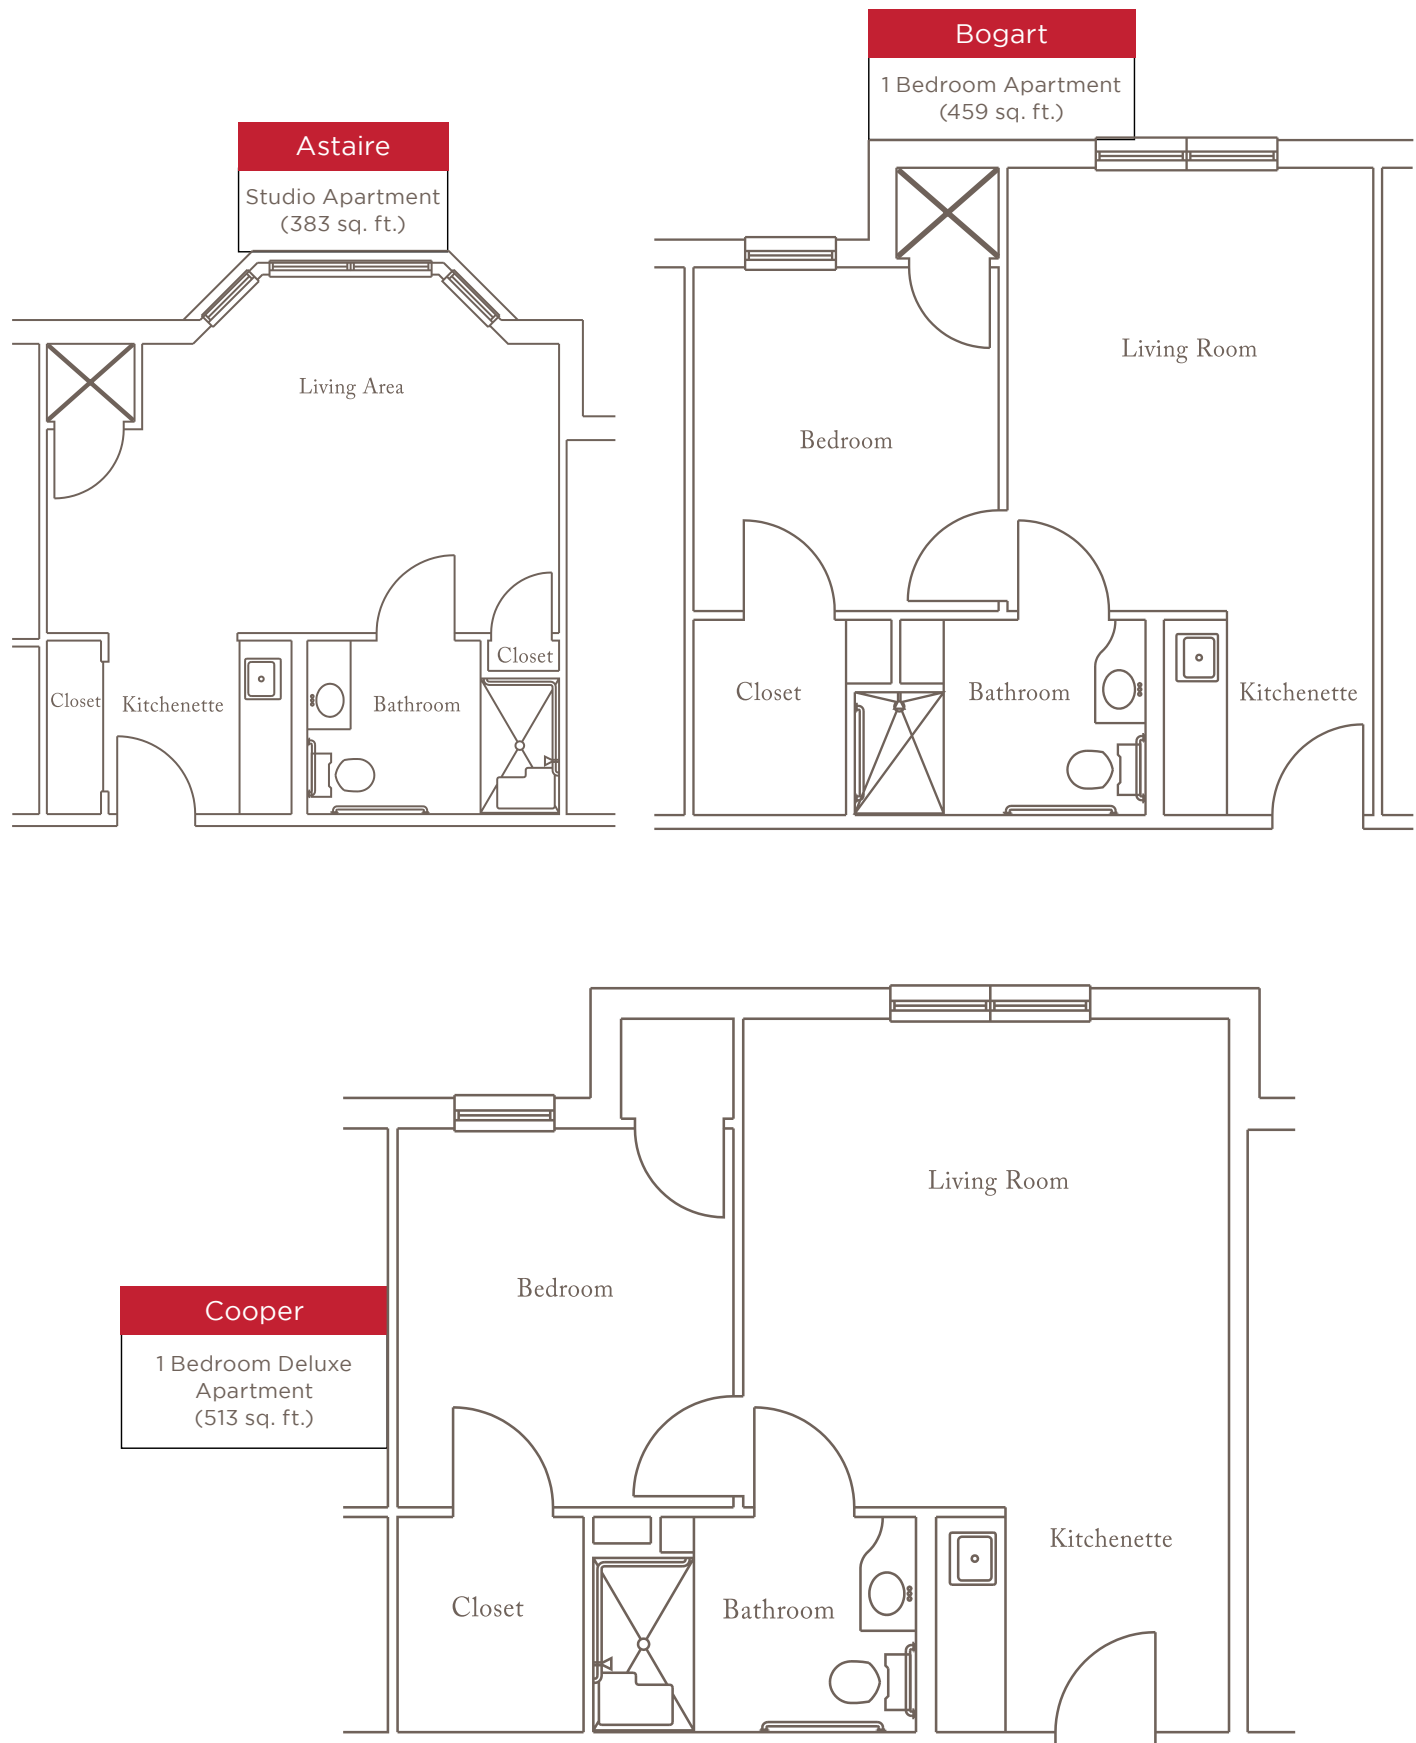 Bogart
1 Bedroom Apartment
(459 sq. ft.)
Astaire
Studio Apartment
(383 sq. ft.)
Living Area
Closet
Closet
Kitchenette
Bathroom
Living Room
Bedroom
Closet
Bathroom
Kitchenette
Cooper
1 Bedroom Deluxe
Apartment
(513 sq. ft.)
Living Room
Bedroom
Kitchenette
Closet
Bathroom